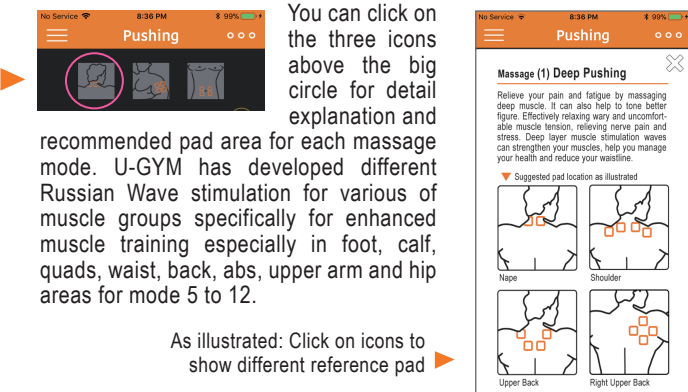 No Service 8:36 PM 99%
Pushing
You can click on
the three icons
above the big
circle for detail
explanation and
recommended pad area for each massage
mode. U-GYM has developed different
Russian Wave stimulation for various of
muscle groups specifically for enhanced
muscle training especially in foot, calf,
quads, waist, back, abs, upper arm and hip
areas for mode 5 to 12.
As illustrated: Click on icons to
show different reference pad
No Service 8:36 PM 99%
Pushing
Massage (1) Deep Pushing
Relieve your pain and fatigue by massaging
deep muscle. It can also help to tone better
figure. Effectively relaxing wary and uncomfort-
able muscle tension, relieving nerve pain and
stress. Deep layer muscle stimulation waves
can strengthen your muscles, help you manage
your health and reduce your waistline.
Suggested pad location as illustrated
Nape Shoulder
Upper Back Right Upper Back